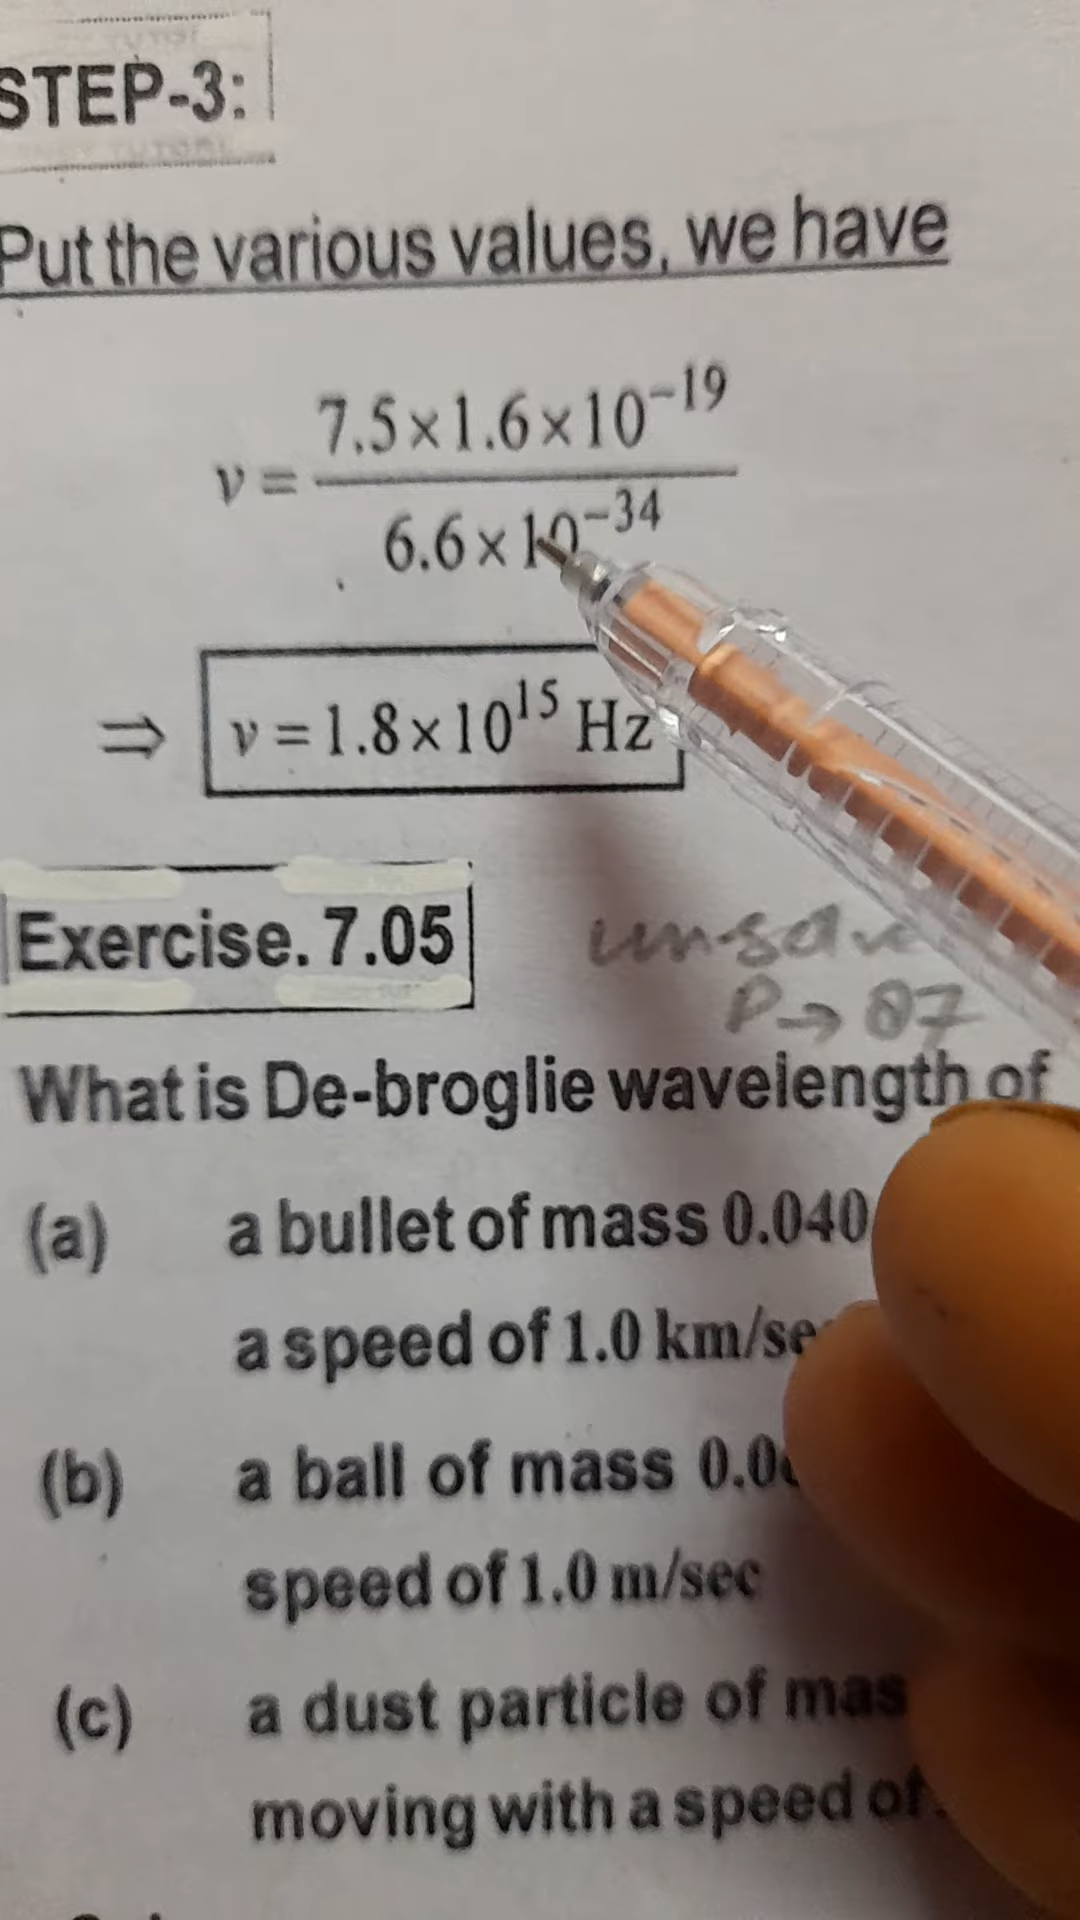 STEP-3:
Put the various values, we have
ν = 7.5×1.6×10⁻¹⁹
6.6×10⁻³⁴
⇒ ν = 1.8×10¹⁵ Hz
Exercise. 7.05
P→ 07
What is De-broglie wavelength of
(a) a bullet of mass 0.040
a speed of 1.0 km/se
(b) a ball of mass 0.0
speed of 1.0 m/sec
(c) a dust particle of mas
moving with a speed of